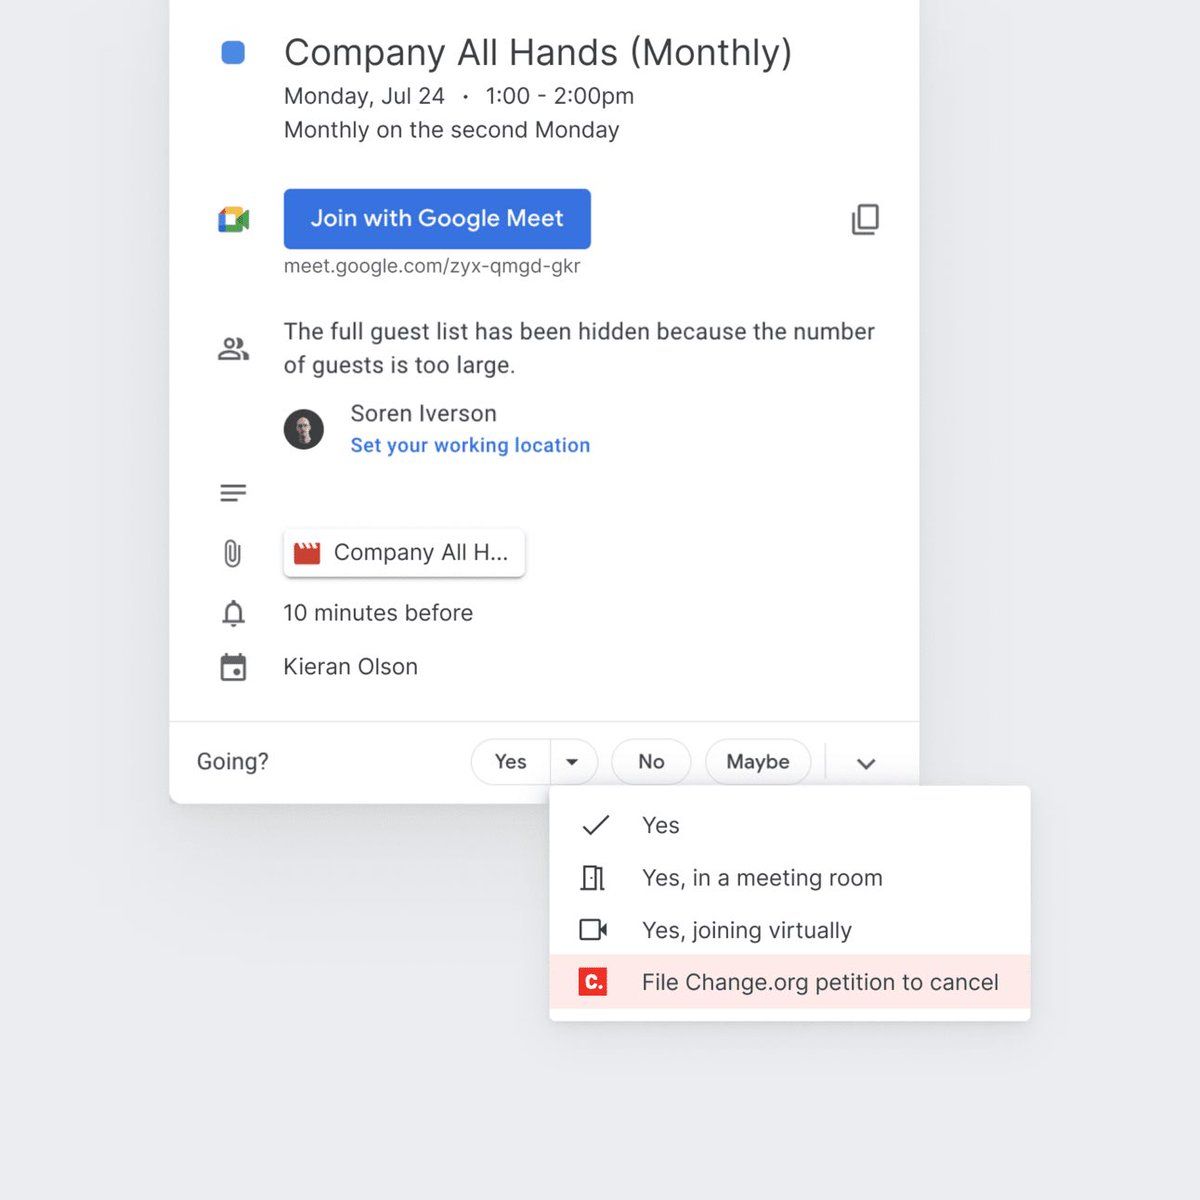 Company All Hands (Monthly)
Monday, Jul 24 · 1:00 - 2:00pm
Monthly on the second Monday
Join with Google Meet
meet.google.com/zyx-qmgd-gkr
The full guest list has been hidden because the number
of guests is too large.
Soren Iverson
Set your working location
Company All H...
10 minutes before
Kieran Olson
Going?
Yes
No
Maybe
Yes
Yes, in a meeting room
Yes, joining virtually
C. File Change.org petition to cancel